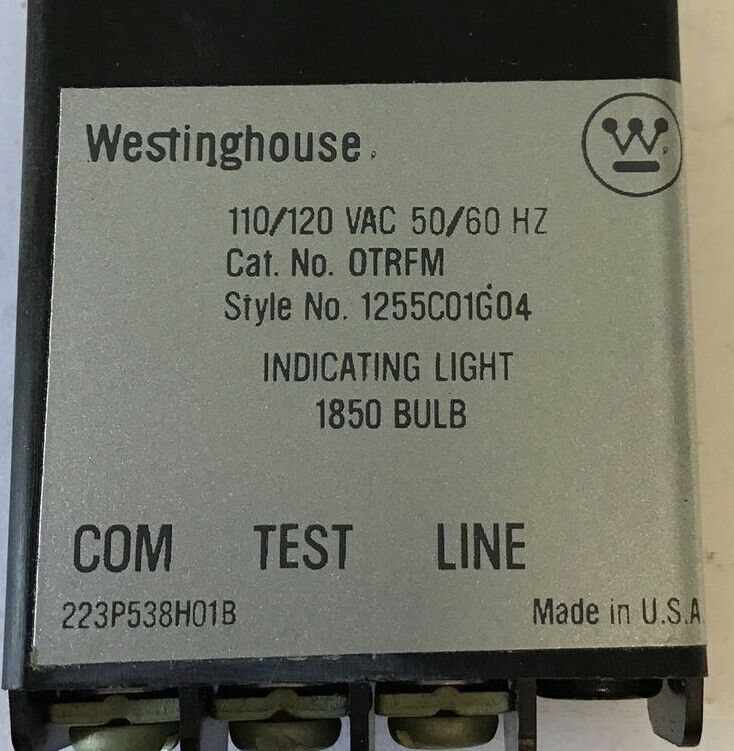 Westinghouse
110/120 VAC 50/60 HZ
Cat. No. OTRFM
Style No. 1255C01G04
INDICATING LIGHT
1850 BULB
COM TEST LINE
223P538H01B Made in U.S.A